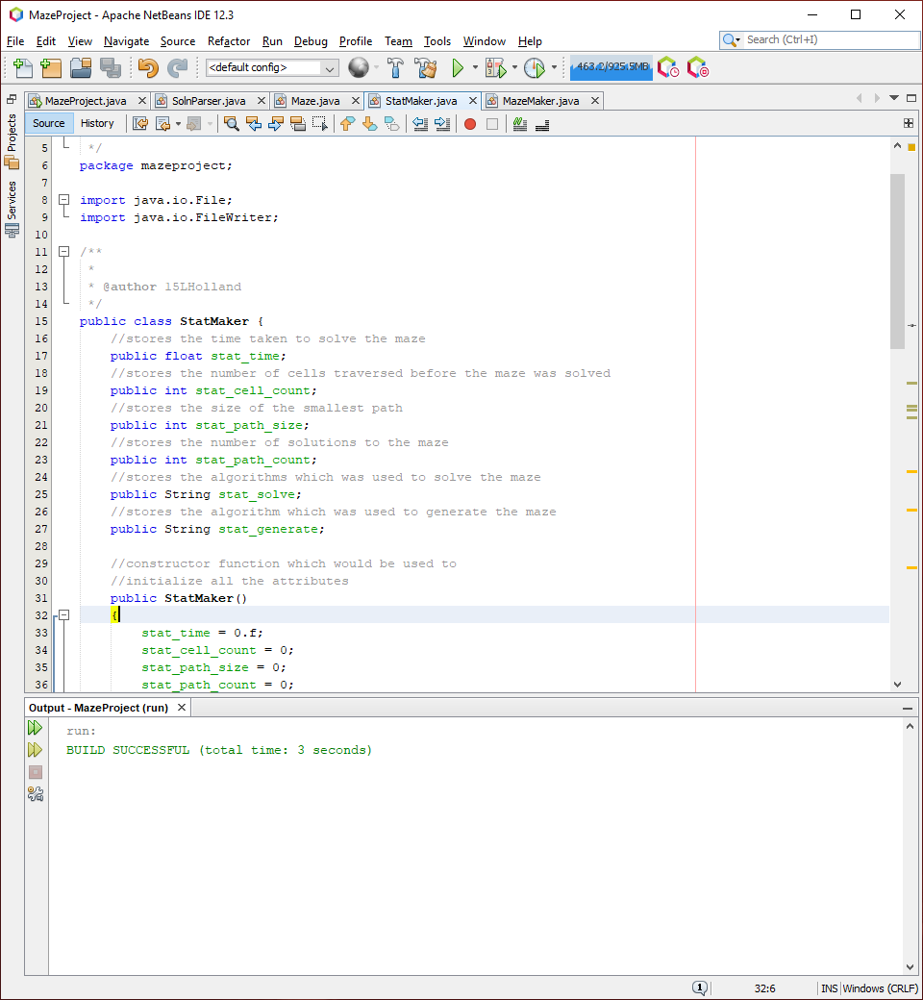 MazeProject - Apache NetBeans IDE 12.3
File Edit View Navigate Source Refactor Run Debug Profile Team Tools Window Help
Search (Ctrl+I)
<default config>
463.2/925.5MB
MazeProject.java SolnParser.java Maze.java StatMaker.java MazeMaker.java
Projects
Services
Source History
5 */
6 package mazeproject;
7
8 import java.io.File;
9 import java.io.FileWriter;
10
11 /**
12 *
13 * @author 15LHolland
14 */
15 public class StatMaker {
16 //stores the time taken to solve the maze
17 public float stat_time;
18 //stores the number of cells traversed before the maze was solved
19 public int stat_cell_count;
20 //stores the size of the smallest path
21 public int stat_path_size;
22 //stores the number of solutions to the maze
23 public int stat_path_count;
24 //stores the algorithms which was used to solve the maze
25 public String stat_solve;
26 //stores the algorithm which was used to generate the maze
27 public String stat_generate;
28
29 //constructor function which would be used to
30 //initialize all the attributes
31 public StatMaker()
32 {
33 stat_time = 0.f;
34 stat_cell_count = 0;
35 stat_path_size = 0;
36 stat_path_count = 0;
Output - MazeProject (run)
run:
BUILD SUCCESSFUL (total time: 3 seconds)
1 32:6 INS Windows (CRLF)